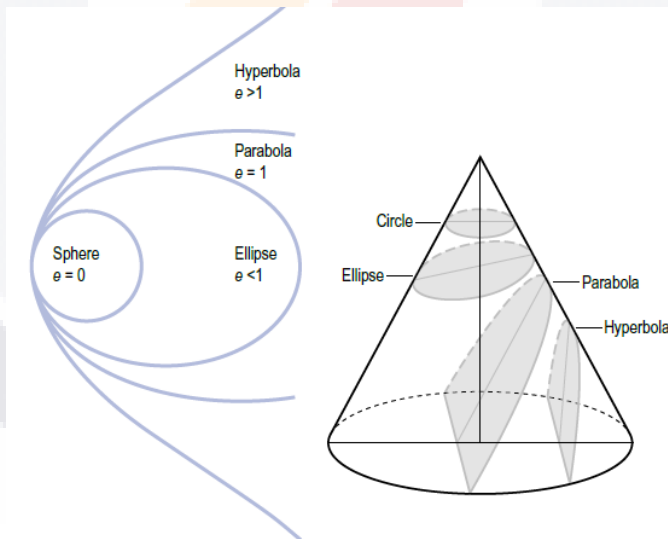 Hyperbola
e >1
Parabola
e = 1
Sphere
e = 0
Ellipse
e <1
Circle
Ellipse
Parabola
Hyperbola